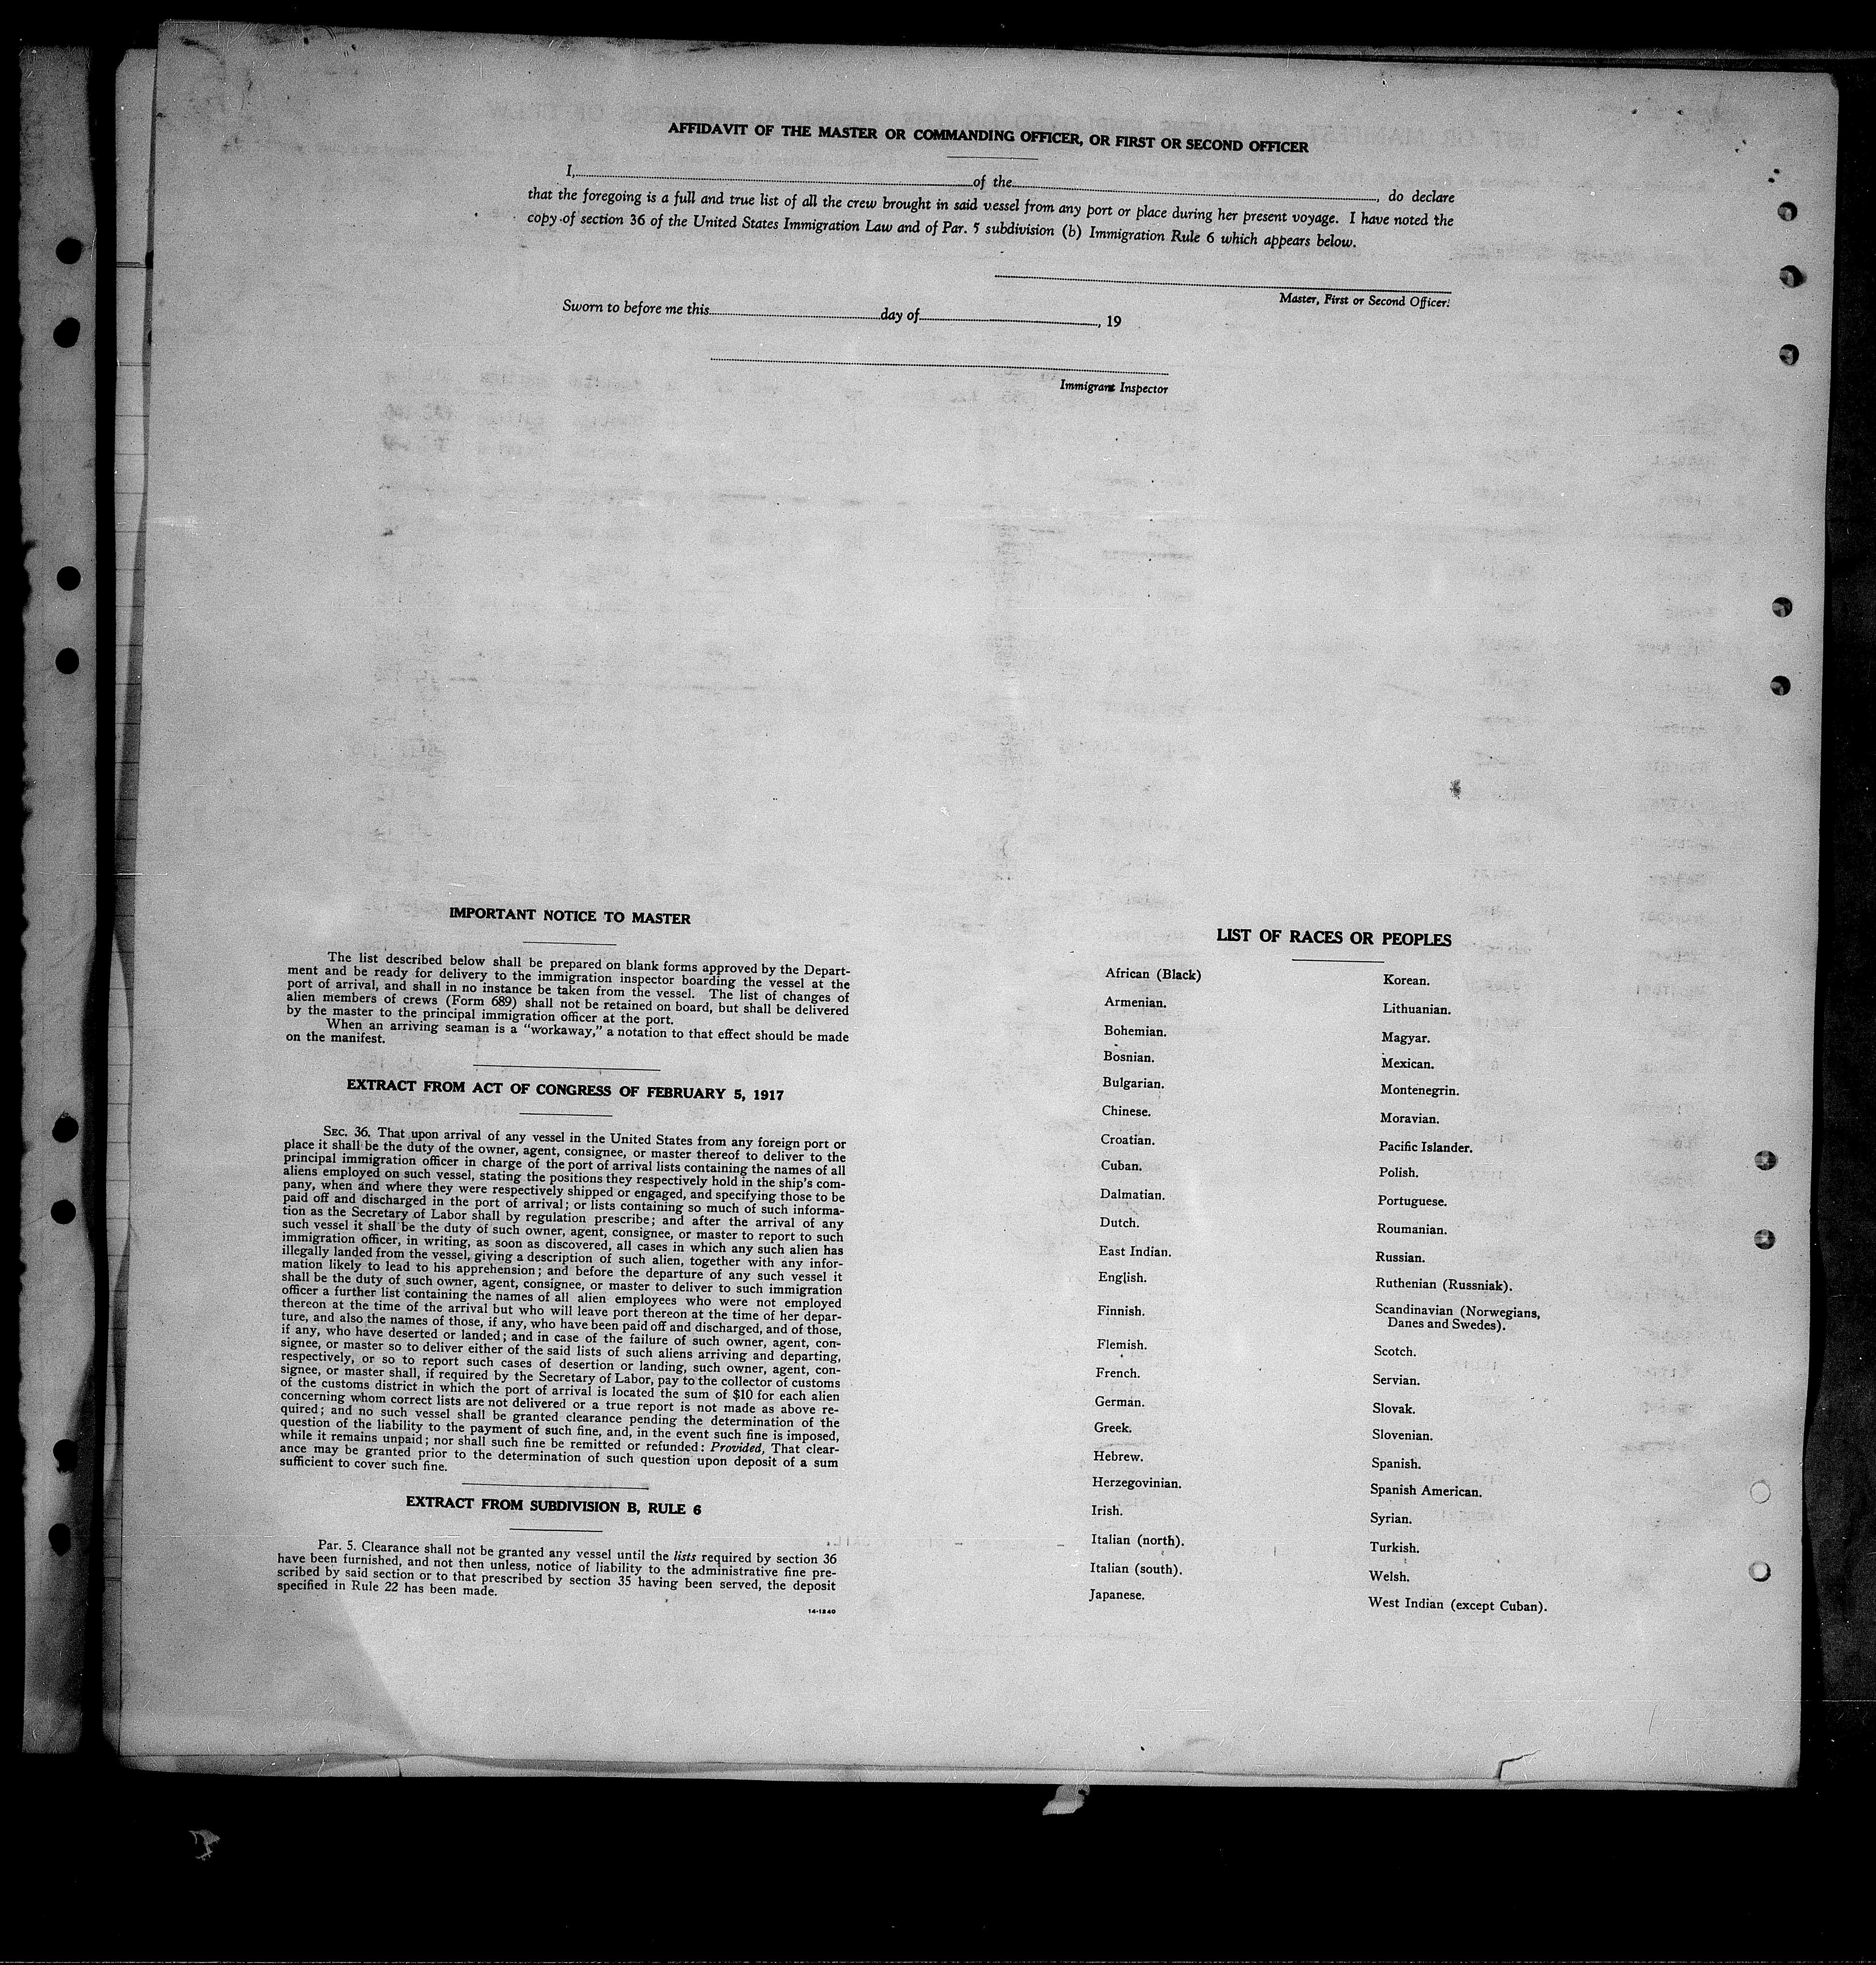 AFFIDAVIT OF THE MASTER OR COMMANDING OFFICER, OR FIRST OR SECOND OFFICER
I, of the , do declare
that the foregoing is a full and true list of all the crew brought in said vessel from any port or place during her present voyage. I have noted the
copy of section 36 of the United States Immigration Law and of Par. 5 subdivision (b) Immigration Rule 6 which appears below.
Master, First or Second Officer.
Sworn to before me this day of , 19
Immigrant Inspector
IMPORTANT NOTICE TO MASTER
The list described below shall be prepared on blank forms approved by the Depart-
ment and be ready for delivery to the immigration inspector boarding the vessel at the
port of arrival, and shall in no instance be taken from the vessel. The list of changes of
alien members of crews (Form 689) shall not be retained on board, but shall be delivered
by the master to the principal immigration officer at the port.
When an arriving seaman is a "workaway," a notation to that effect should be made
on the manifest.
EXTRACT FROM ACT OF CONGRESS OF FEBRUARY 5, 1917
SEC. 36. That upon arrival of any vessel in the United States from any foreign port or
place it shall be the duty of the owner, agent, consignee, or master thereof to deliver to the
principal immigration officer in charge of the port of arrival lists containing the names of all
aliens employed on such vessel, stating the positions they respectively hold in the ship's com-
pany, when and where they were respectively shipped or engaged, and specifying those to be
paid off and discharged in the port of arrival; or lists containing so much of such informa-
tion as the Secretary of Labor shall by regulation prescribe; and after the arrival of any
such vessel it shall be the duty of such owner, agent, consignee, or master to report to such
immigration officer, in writing, as soon as discovered, all cases in which any such alien has
illegally landed from the vessel, giving a description of such alien, together with any infor-
mation likely to lead to his apprehension; and before the departure of any such vessel it
shall be the duty of such owner, agent, consignee, or master to deliver to such immigration
officer a further list containing the names of all alien employees who were not employed
thereon at the time of the arrival but who will leave port thereon at the time of her depar-
ture, and also the names of those, if any, who have been paid off and discharged, and of those,
if any, who have deserted or landed; and in case of the failure of such owner, agent, con-
signee, or master so to deliver either of the said lists of such aliens arriving and departing,
respectively, or so to report such cases of desertion or landing, such owner, agent, con-
signee, or master shall, if required by the Secretary of Labor, pay to the collector of customs
of the customs district in which the port of arrival is located the sum of $10 for each alien
concerning whom correct lists are not delivered or a true report is not made as above re-
quired; and no such vessel shall be granted clearance pending the determination of the
question of the liability to the payment of such fine, and, in the event such fine is imposed,
while it remains unpaid; nor shall such fine be remitted or refunded: Provided, That clear-
ance may be granted prior to the determination of such question upon deposit of a sum
sufficient to cover such fine.
EXTRACT FROM SUBDIVISION B, RULE 6
Par. 5. Clearance shall not be granted any vessel until the lists required by section 36
have been furnished, and not then unless, notice of liability to the administrative fine pre-
scribed by said section or to that prescribed by section 35 having been served, the deposit
specified in Rule 22 has been made.
14-1240
LIST OF RACES OR PEOPLES
African (Black)
Armenian.
Bohemian.
Bosnian.
Bulgarian.
Chinese.
Croatian.
Cuban.
Dalmatian.
Dutch.
East Indian.
English.
Finnish.
Flemish.
French.
German.
Greek.
Hebrew.
Herzegovinian.
Irish.
Italian (north).
Italian (south).
Japanese.
Korean.
Lithuanian.
Magyar.
Mexican.
Montenegrin.
Moravian.
Pacific Islander.
Polish.
Portuguese.
Roumanian.
Russian.
Ruthenian (Russniak).
Scandinavian (Norwegians,
Danes and Swedes).
Scotch.
Servian.
Slovak.
Slovenian.
Spanish.
Spanish American.
Syrian.
Turkish.
Welsh.
West Indian (except Cuban).